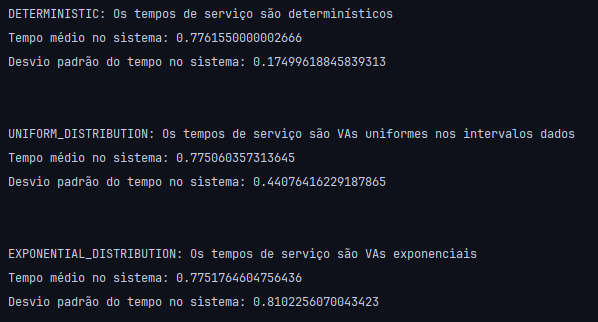 DETERMINISTIC: Os tempos de serviço são determinísticos
Tempo médio no sistema: 0.7761550000002666
Desvio padrão do tempo no sistema: 0.17499618845839313
UNIFORM_DISTRIBUTION: Os tempos de serviço são VAs uniformes nos intervalos dados
Tempo médio no sistema: 0.775060357313645
Desvio padrão do tempo no sistema: 0.44076416229187865
EXPONENTIAL_DISTRIBUTION: Os tempos de serviço são VAs exponenciais
Tempo médio no sistema: 0.7751764604756436
Desvio padrão do tempo no sistema: 0.8102256070043423